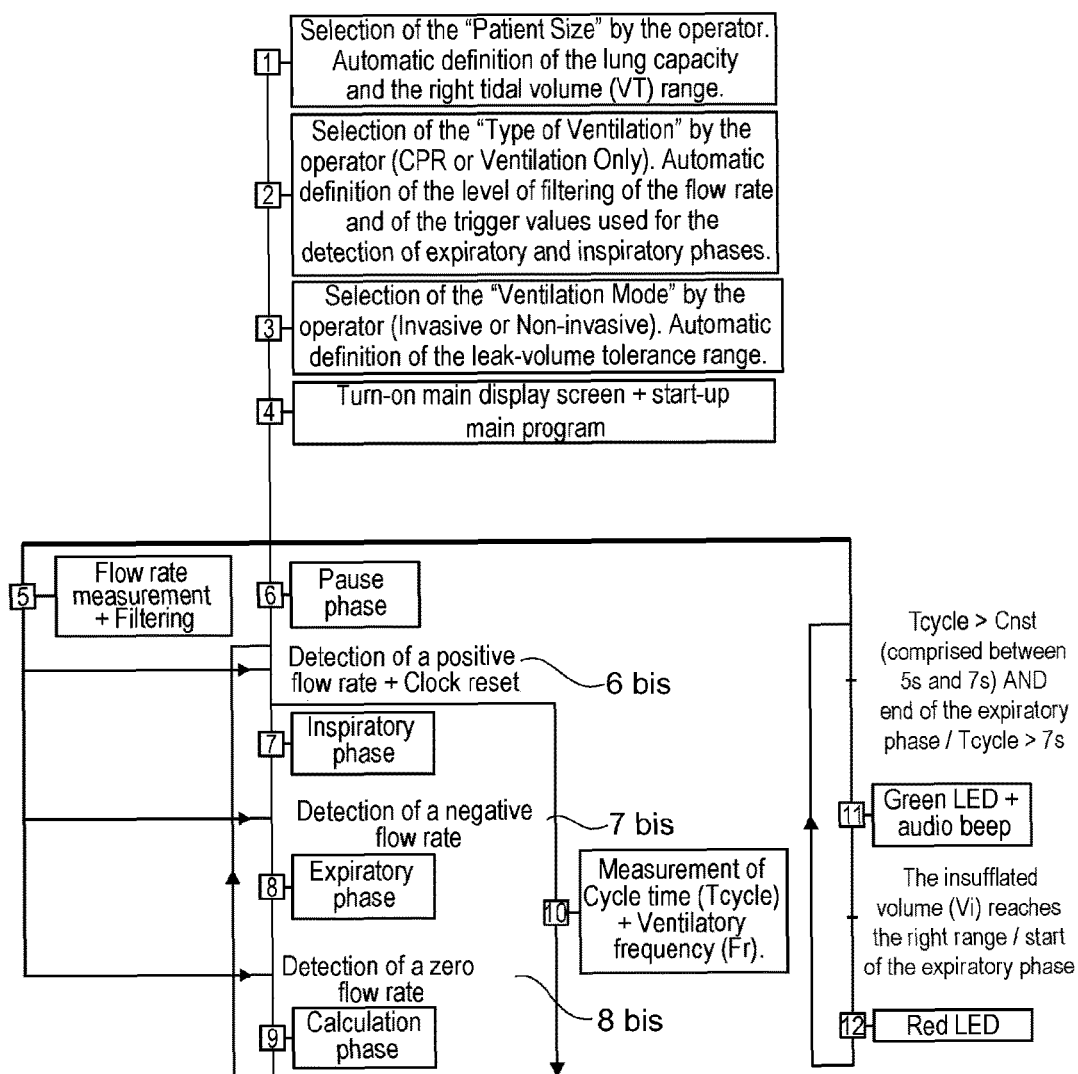 1
Selection of the “Patient Size” by the operator.
Automatic definition of the lung capacity
and the right tidal volume (VT) range.
2
Selection of the “Type of Ventilation” by the
operator (CPR or Ventilation Only). Automatic
definition of the level of filtering of the flow rate
and of the trigger values used for the
detection of expiratory and inspiratory phases.
3
Selection of the “Ventilation Mode” by the
operator (Invasive or Non-invasive). Automatic
definition of the leak-volume tolerance range.
4
Turn-on main display screen + start-up
main program
5
Flow rate
measurement
+ Filtering
6
Pause
phase
Detection of a positive
flow rate + Clock reset
6 bis
7
Inspiratory
phase
Detection of a negative
flow rate
7 bis
8
Expiratory
phase
Detection of a zero
flow rate
8 bis
9
Calculation
phase
10
Measurement of
Cycle time (Tcycle)
+ Ventilatory
frequency (Fr).
Tcycle > Cnst
(comprised between
5s and 7s) AND
end of the expiratory
phase / Tcycle > 7s
11
Green LED +
audio beep
The insufflated
volume (Vi) reaches
the right range / start
of the expiratory phase
12
Red LED